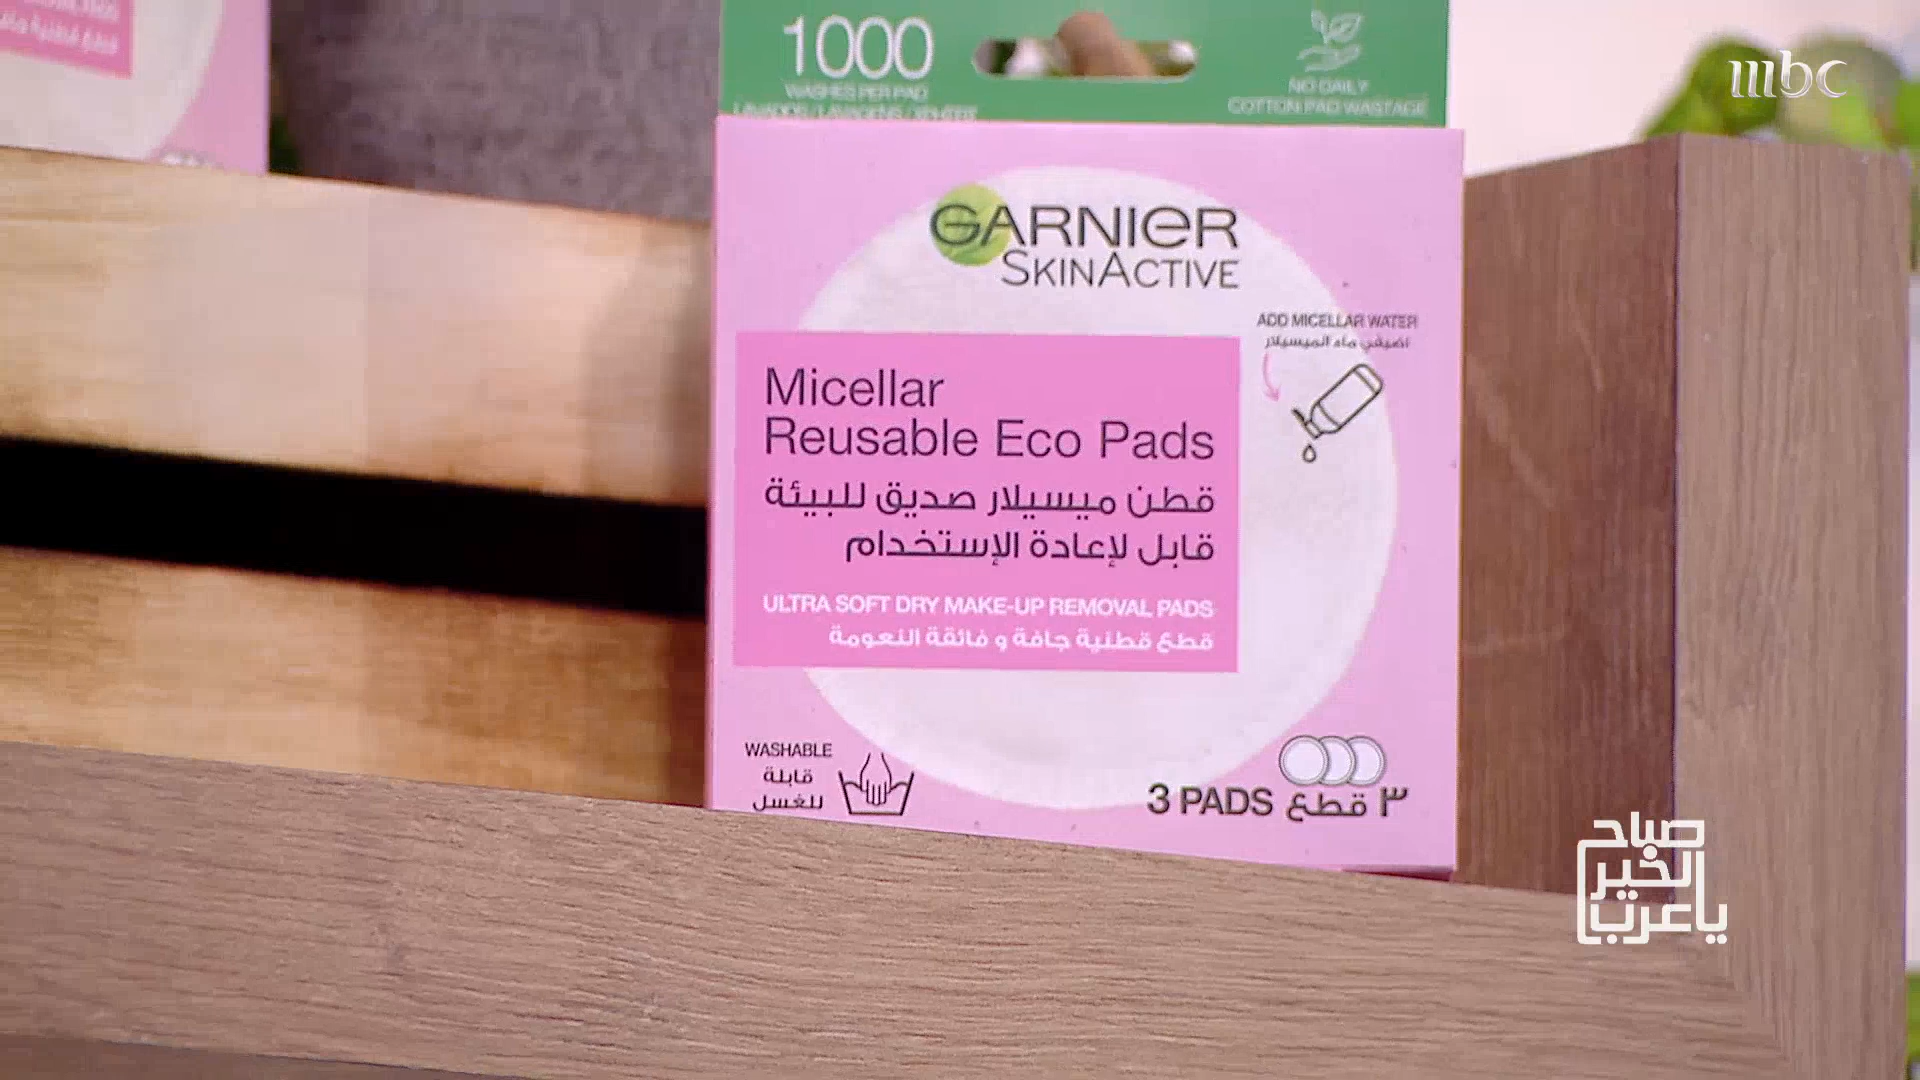 1000
WASHES PER PAD
NO DAILY
COTTON PAD WASTAGE
mbc
GARNIER
SKINACTIVE
ADD MICELLAR WATER
اضيفي ماء الميسيلار
Micellar
Reusable Eco Pads
قطن ميسيلار صديق للبيئة
قابل لإعادة الإستخدام
ULTRA SOFT DRY MAKE-UP REMOVAL PADS
قطع قطنية جافة و فائقة النعومة
WASHABLE
قابلة
للغسل
3 PADS ٣ قطع
صباح
الخير
ياعرب